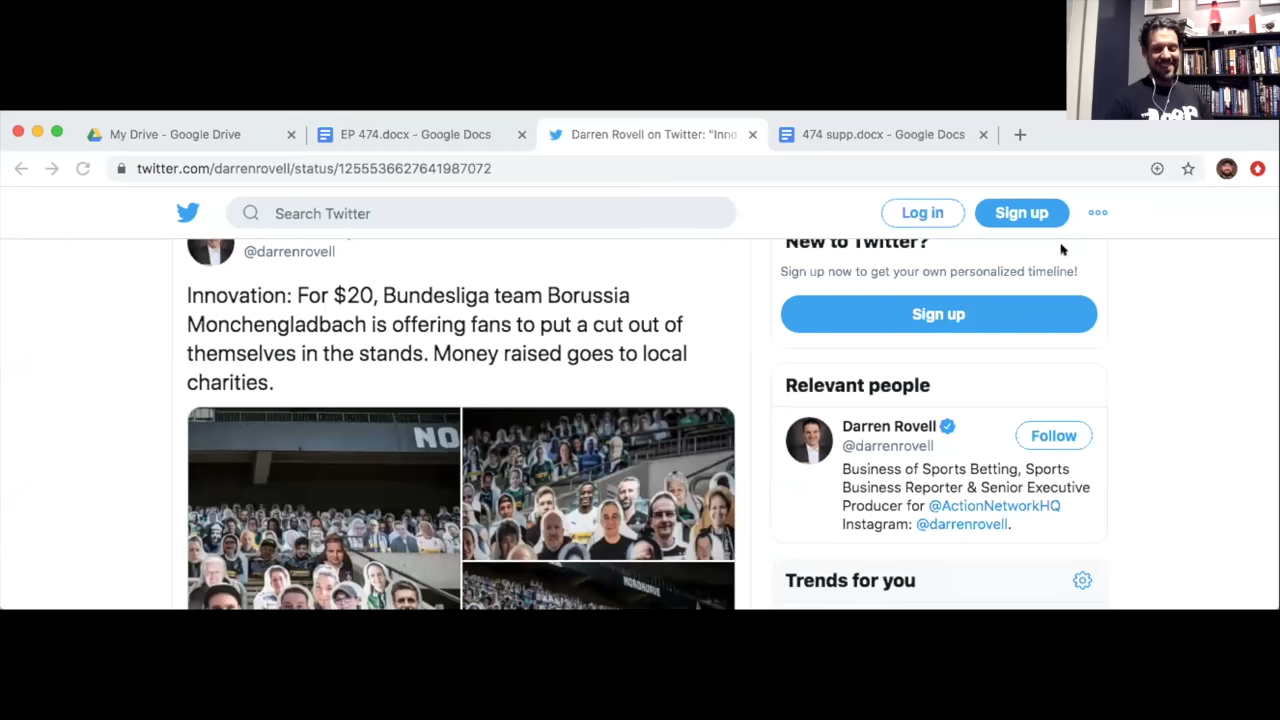 My Drive - Google Drive
EP 474.docx - Google Docs
Darren Rovell on Twitter: "Inno
474 supp.docx - Google Docs
twitter.com/darrenrovell/status/1255536627641987072
Search Twitter
Log in
Sign up
@darrenrovell
Innovation: For $20, Bundesliga team Borussia
Monchengladbach is offering fans to put a cut out of
themselves in the stands. Money raised goes to local
charities.
NO
New to Twitter?
Sign up now to get your own personalized timeline!
Sign up
Relevant people
Darren Rovell
@darrenrovell
Follow
Business of Sports Betting, Sports
Business Reporter & Senior Executive
Producer for @ActionNetworkHQ
Instagram: @darrenrovell.
Trends for you